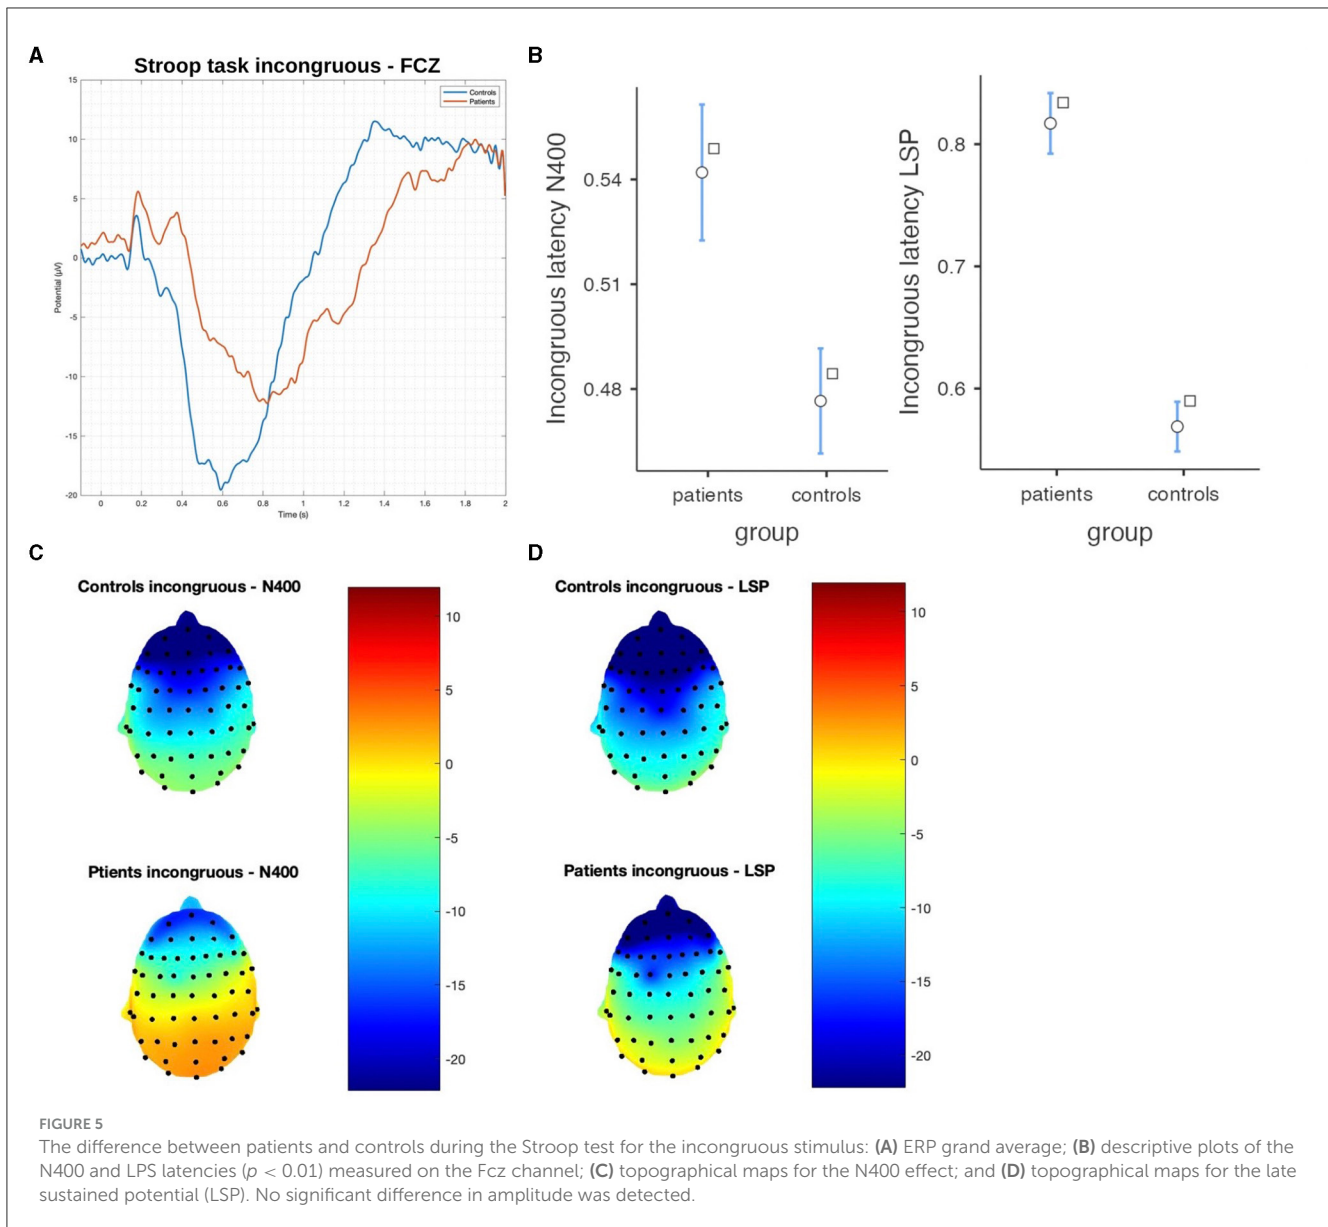 A
Stroop task incongruous - FCZ
Controls
Patients
15
10
5
0
-5
-10
-15
-20
Potential (µV)
0 0.2 0.4 0.6 0.8 1 1.2 1.4 1.6 1.8 2
Time (s)
B
Incongruous latency N400
0.54
0.51
0.48
patients controls
group
Incongruous latency LSP
0.8
0.7
0.6
patients controls
group
C
Controls incongruous - N400
Ptients incongruous - N400
10
5
0
-5
-10
-15
-20
D
Controls incongruous - LSP
Patients incongruous - LSP
10
5
0
-5
-10
-15
-20
FIGURE 5
The difference between patients and controls during the Stroop test for the incongruous stimulus: (A) ERP grand average; (B) descriptive plots of the
N400 and LPS latencies (p < 0.01) measured on the Fcz channel; (C) topographical maps for the N400 effect; and (D) topographical maps for the late
sustained potential (LSP). No significant difference in amplitude was detected.